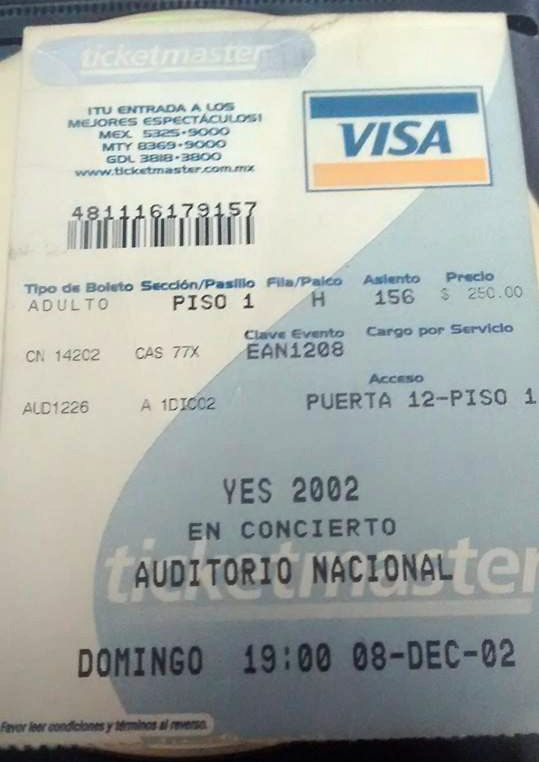 ticketmaster
¡TU ENTRADA A LOS
MEJORES ESPECTÁCULOS!
MEX. 5325•9000
MTY 8369•9000
GDL 3818•3800
www.ticketmaster.com.mx
VISA
481116179157
Tipo de Boleto Sección/Pasillo Fila/Palco Asiento Precio
ADULTO PISO 1 H 156 $ 250.00
Clave Evento Cargo por Servicio
CN 14202 CAS 77X EAN1208
Acceso
AUD1226 A 1DIC02 PUERTA 12-PISO 1
YES 2002
EN CONCIERTO
ticketmaster
AUDITORIO NACIONAL
DOMINGO 19:00 08-DEC-02
Favor leer condiciones y términos al reverso.